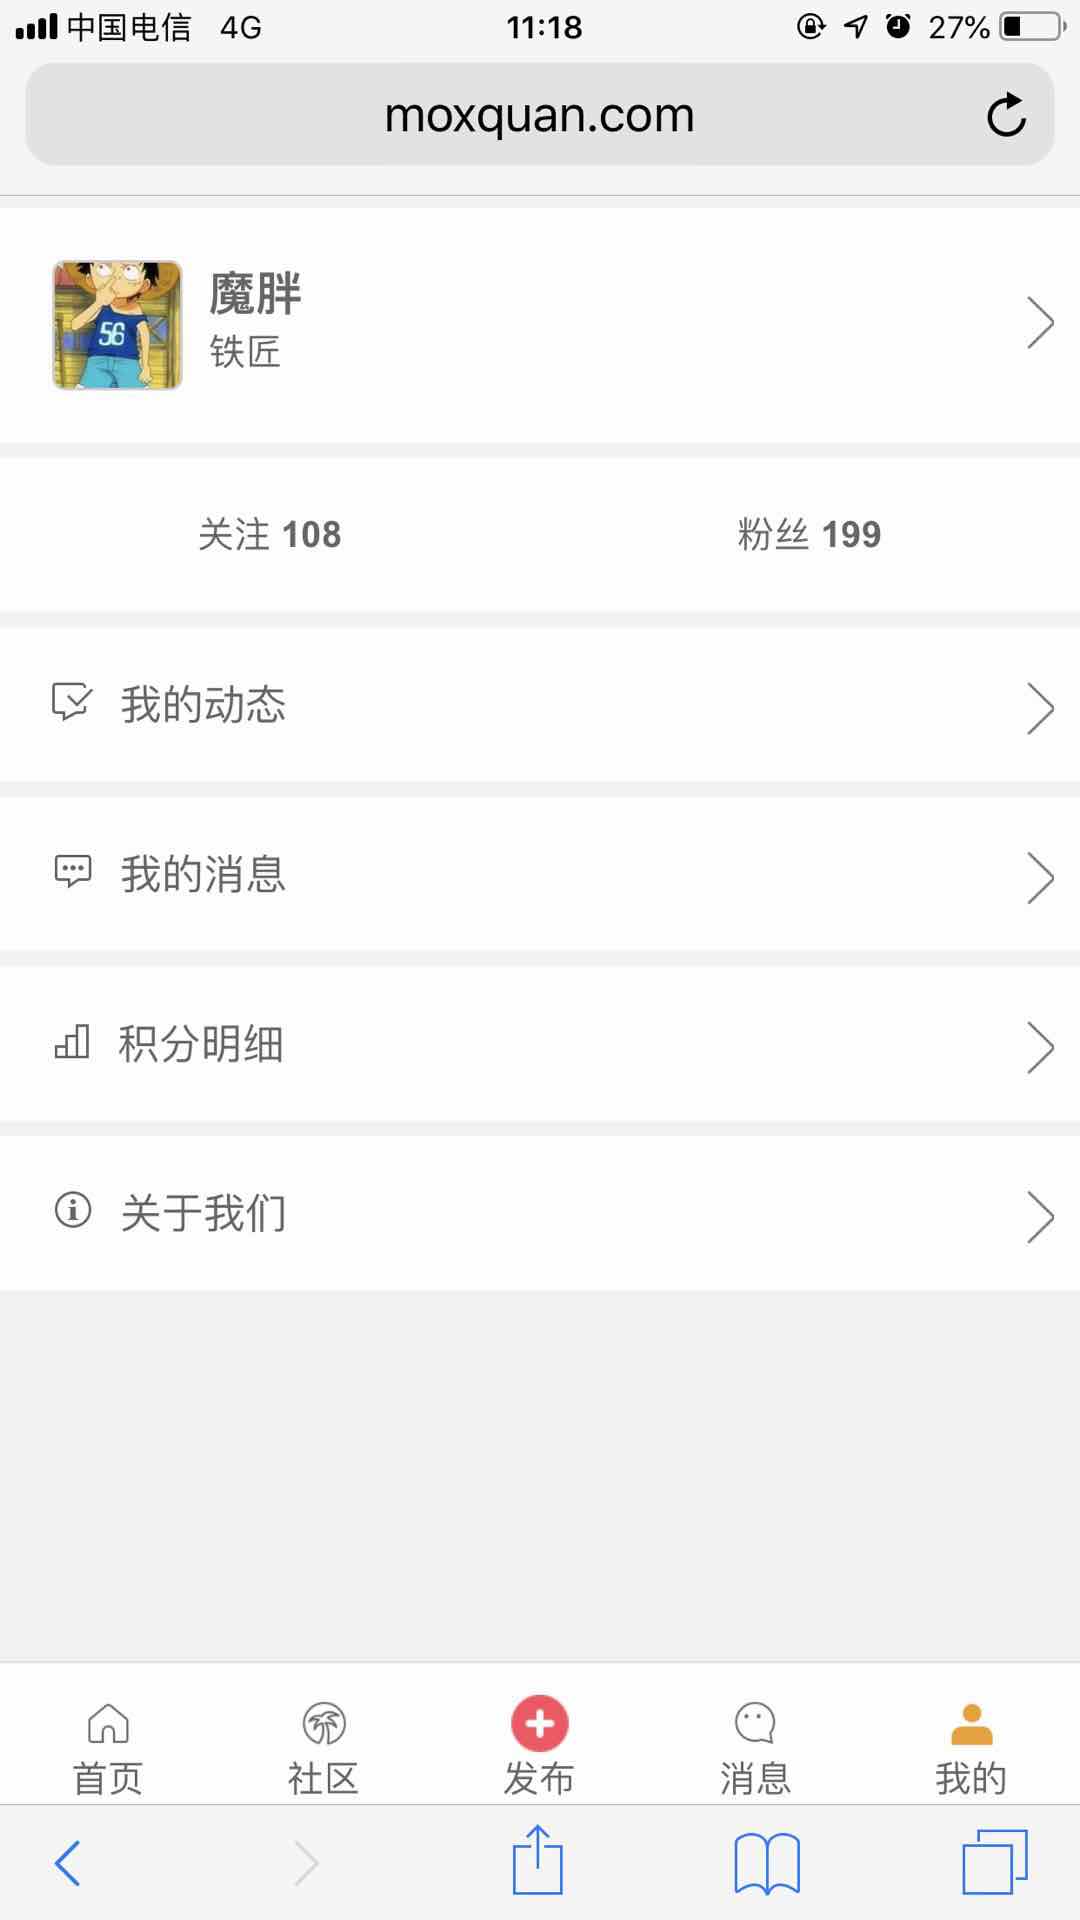 中国电信 4G 11:18 27%
moxquan.com
魔胖
56
铁匠
关注 108 粉丝 199
我的动态
我的消息
积分明细
关于我们
首页 社区 发布 消息 我的